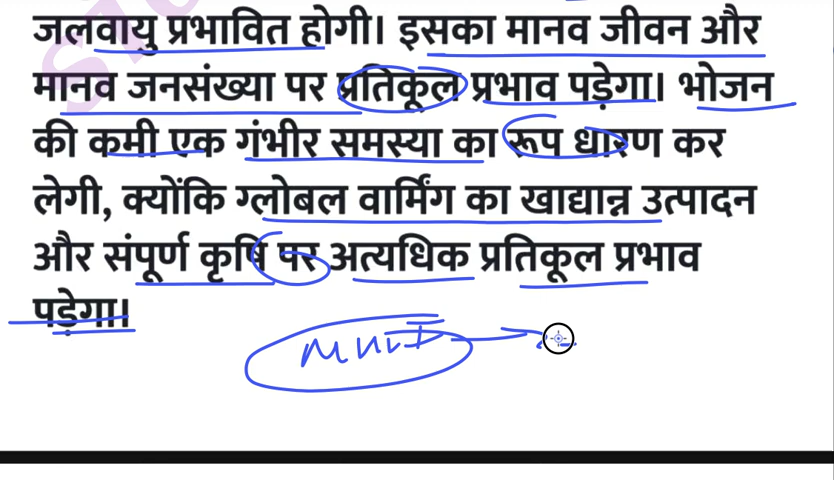 जलवायु प्रभावित होगी। इसका मानव जीवन और
मानव जनसंख्या पर प्रतिकूल प्रभाव पड़ेगा। भोजन
की कमी एक गंभीर समस्या का रूप धारण कर
लेगी, क्योंकि ग्लोबल वार्मिंग का खाद्यान्न उत्पादन
और संपूर्ण कृषि पर अत्यधिक प्रतिकूल प्रभाव
पड़ेगा।